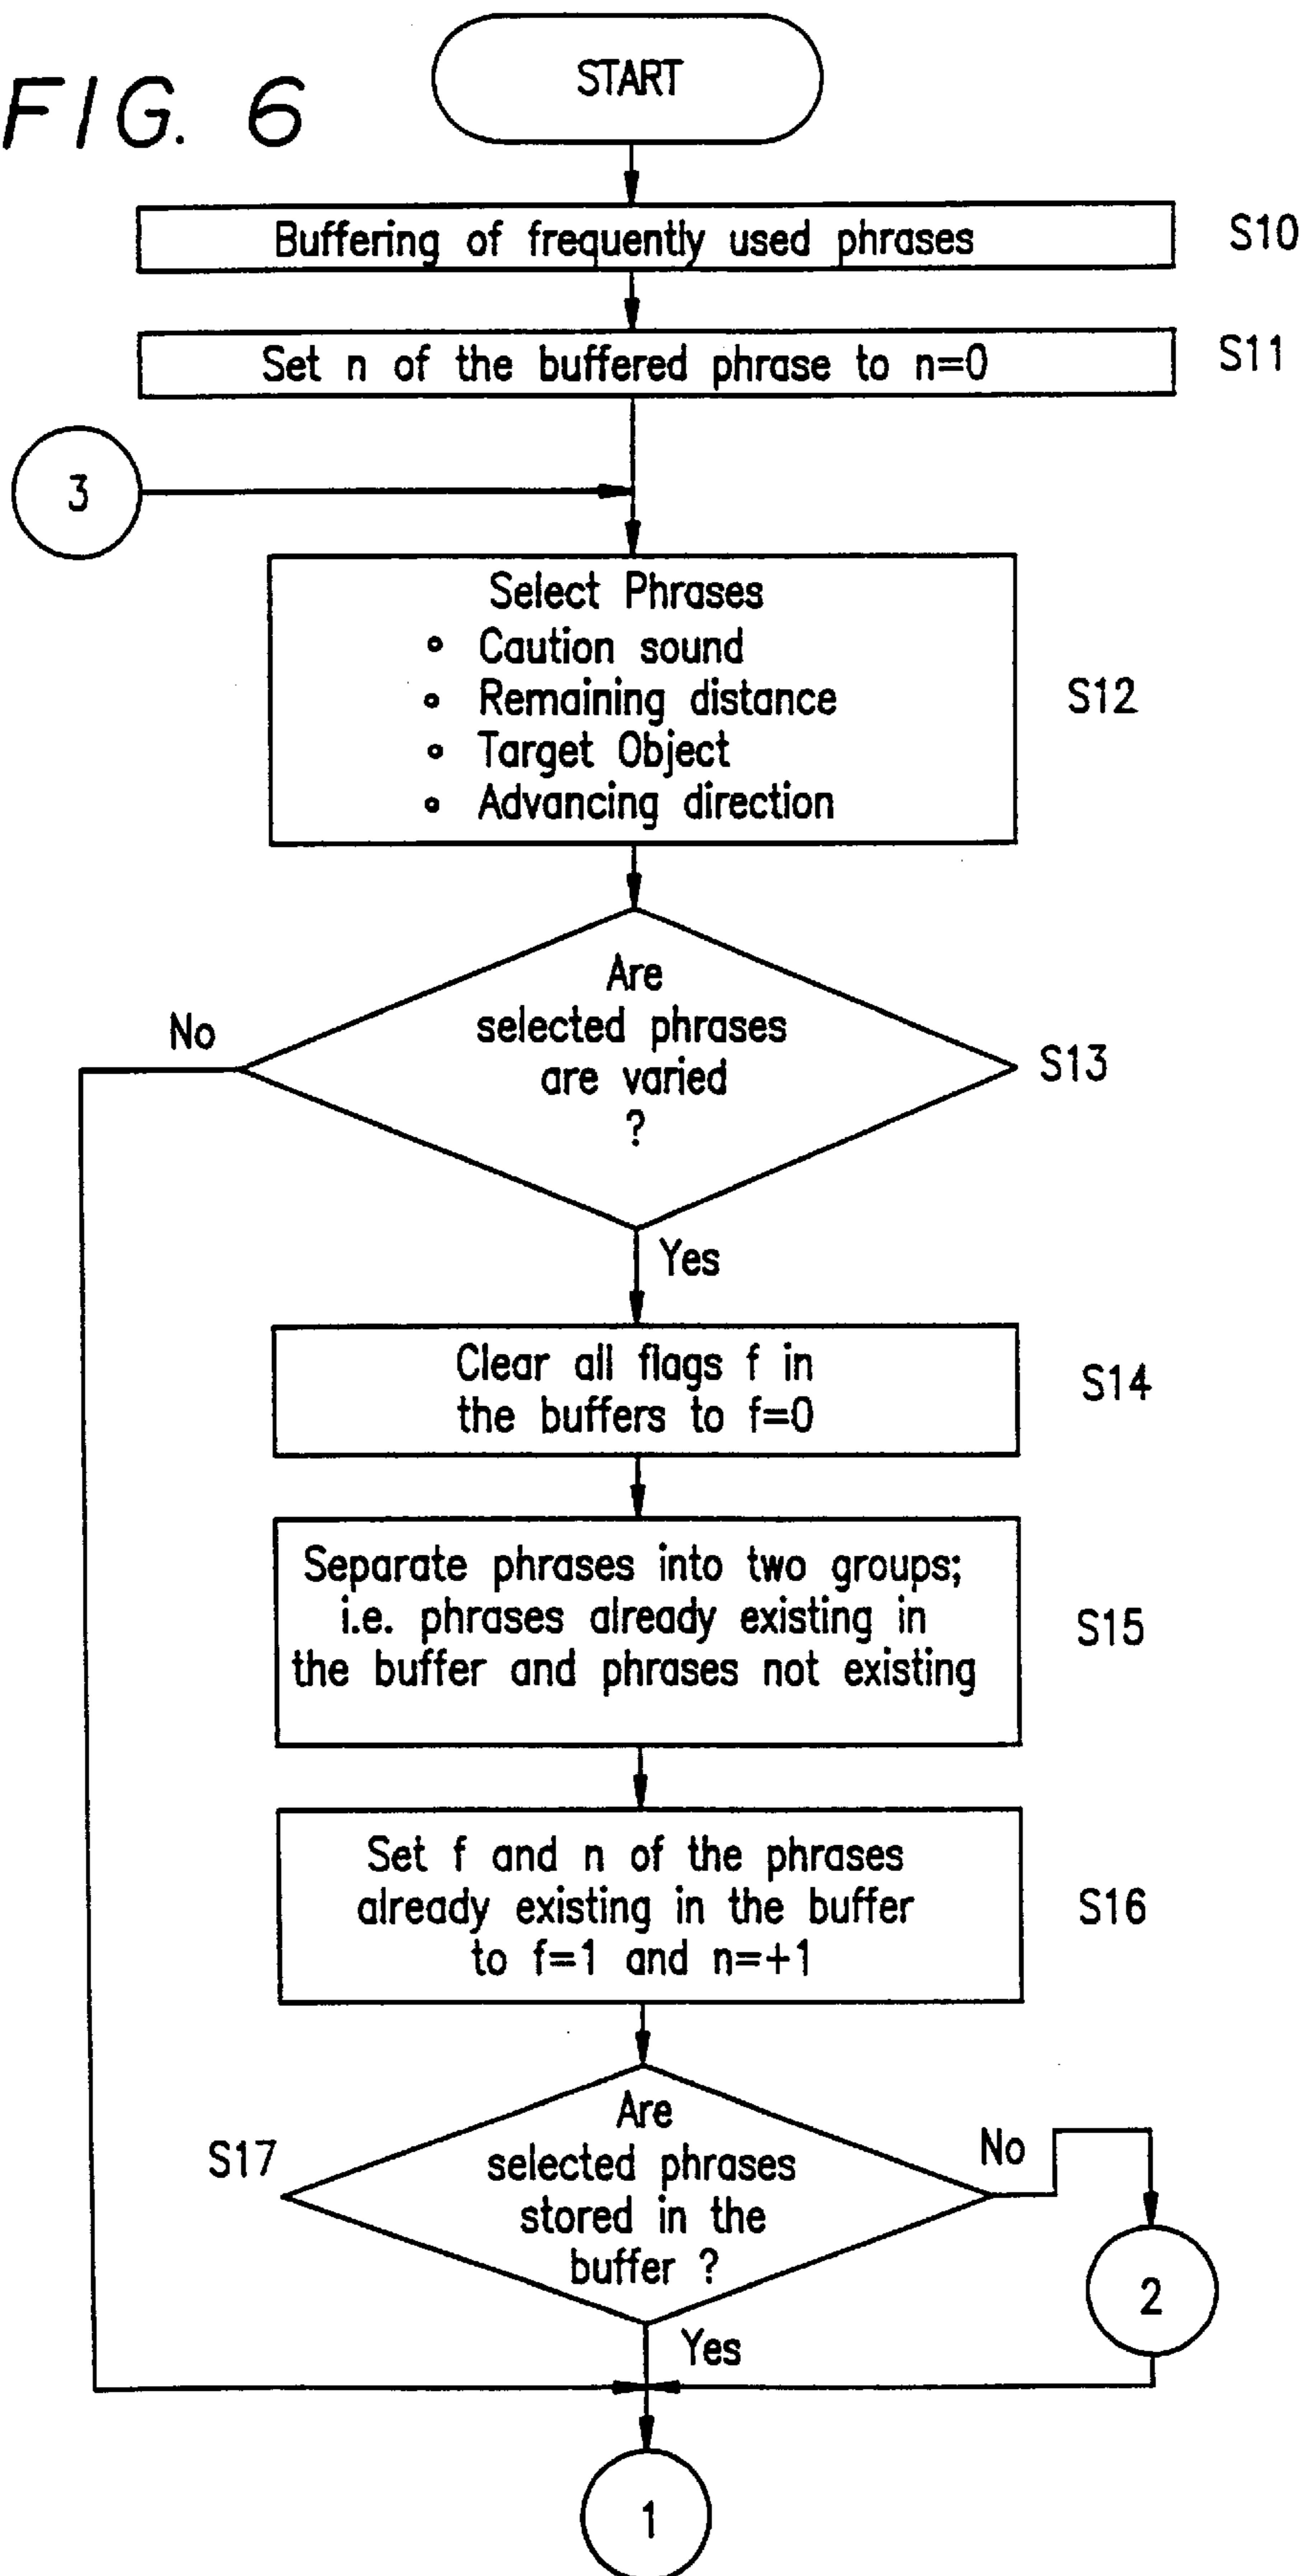 FIG. 6
START
Buffering of frequently used phrases
S10
Set n of the buffered phrase to n=0
S11
3
Select Phrases
∘ Caution sound
∘ Remaining distance
∘ Target Object
∘ Advancing direction
S12
Are
selected phrases
are varied
?
No
S13
Yes
Clear all flags f in
the buffers to f=0
S14
Separate phrases into two groups;
i.e. phrases already existing in
the buffer and phrases not existing
S15
Set f and n of the phrases
already existing in the buffer
to f=1 and n=+1
S16
S17
Are
selected phrases
stored in the
buffer ?
No
2
Yes
1